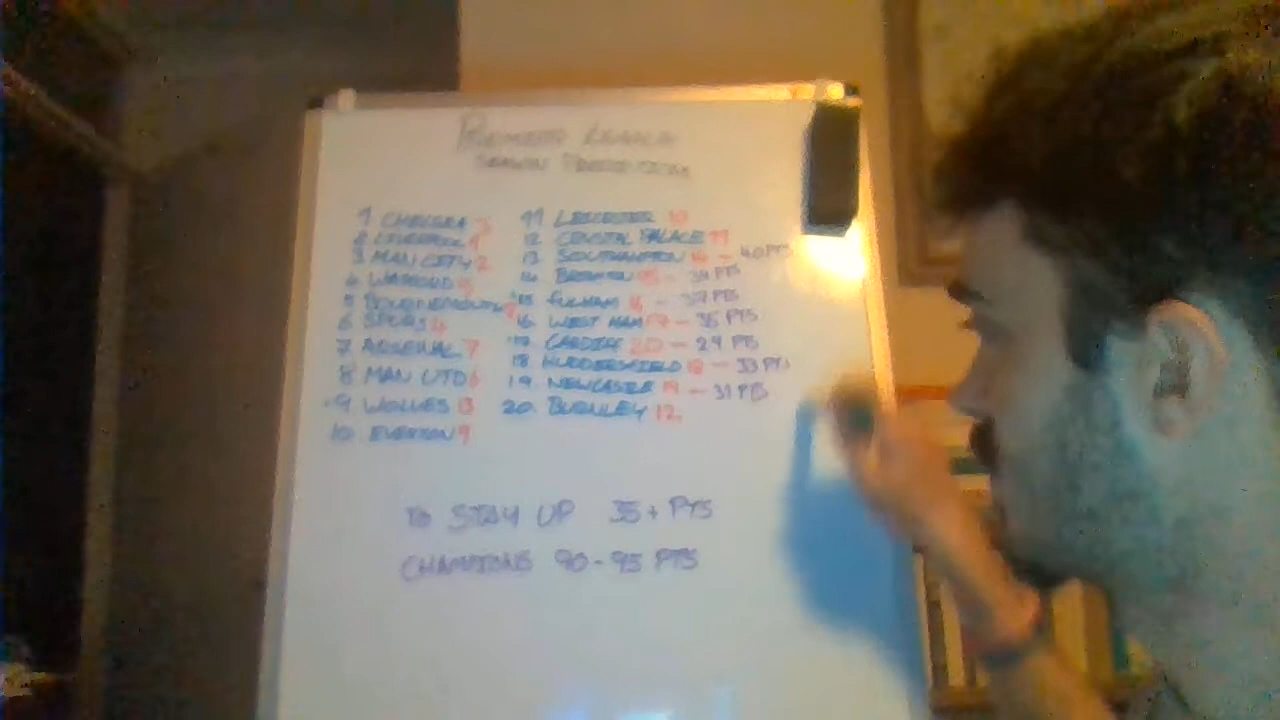 PREMIER LEAGUE
SEASON PREDICTION
1 CHELSEA 3
2 LIVERPOOL 1
3 MAN CITY 2
4 WATFORD 5
5 BOURNEMOUTH
6 SPURS 4
7 ARSENAL 7
8 MAN UTD 6
9 WOLVES 13
10 EVERTON 9
11 LEICESTER 10
12 CRYSTAL PALACE 11
13 SOUTHAMPTON - 40 PTS
14 BRIGHTON 15 - PTS
15 FULHAM 16 - 37 PTS
16 WEST HAM 17 - 35 PTS
17 CARDIFF 20 - 29 PTS
18 HUDDERSFIELD 18 - 33 PTS
19 NEWCASTLE 19 - 31 PTS
20 BURNLEY 12
TO STAY UP 35+ PTS
CHAMPIONS 90-95 PTS